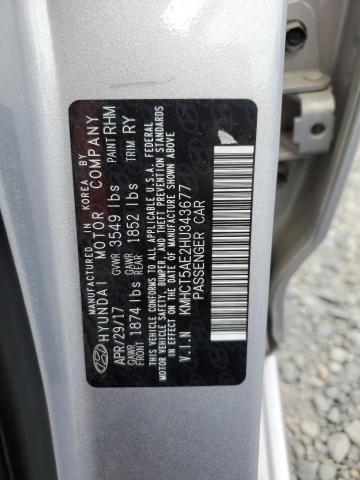 MANUFACTURED IN KOREA BY
HYUNDAI MOTOR COMPANY
APR/29/17 GVWR 3549 lbs PAINT RHM
GAWR FRONT 1874 lbs GAWR REAR 1852 lbs TRIM RY
THIS VEHICLE CONFORMS TO ALL APPLICABLE U.S.A. FEDERAL
MOTOR VEHICLE SAFETY, BUMPER, AND THEFT PREVENTION STANDARDS
IN EFFECT ON THE DATE OF MANUFACTURE SHOWN ABOVE.
V.I.N KMHCT5AE2HU343677
PASSENGER CAR